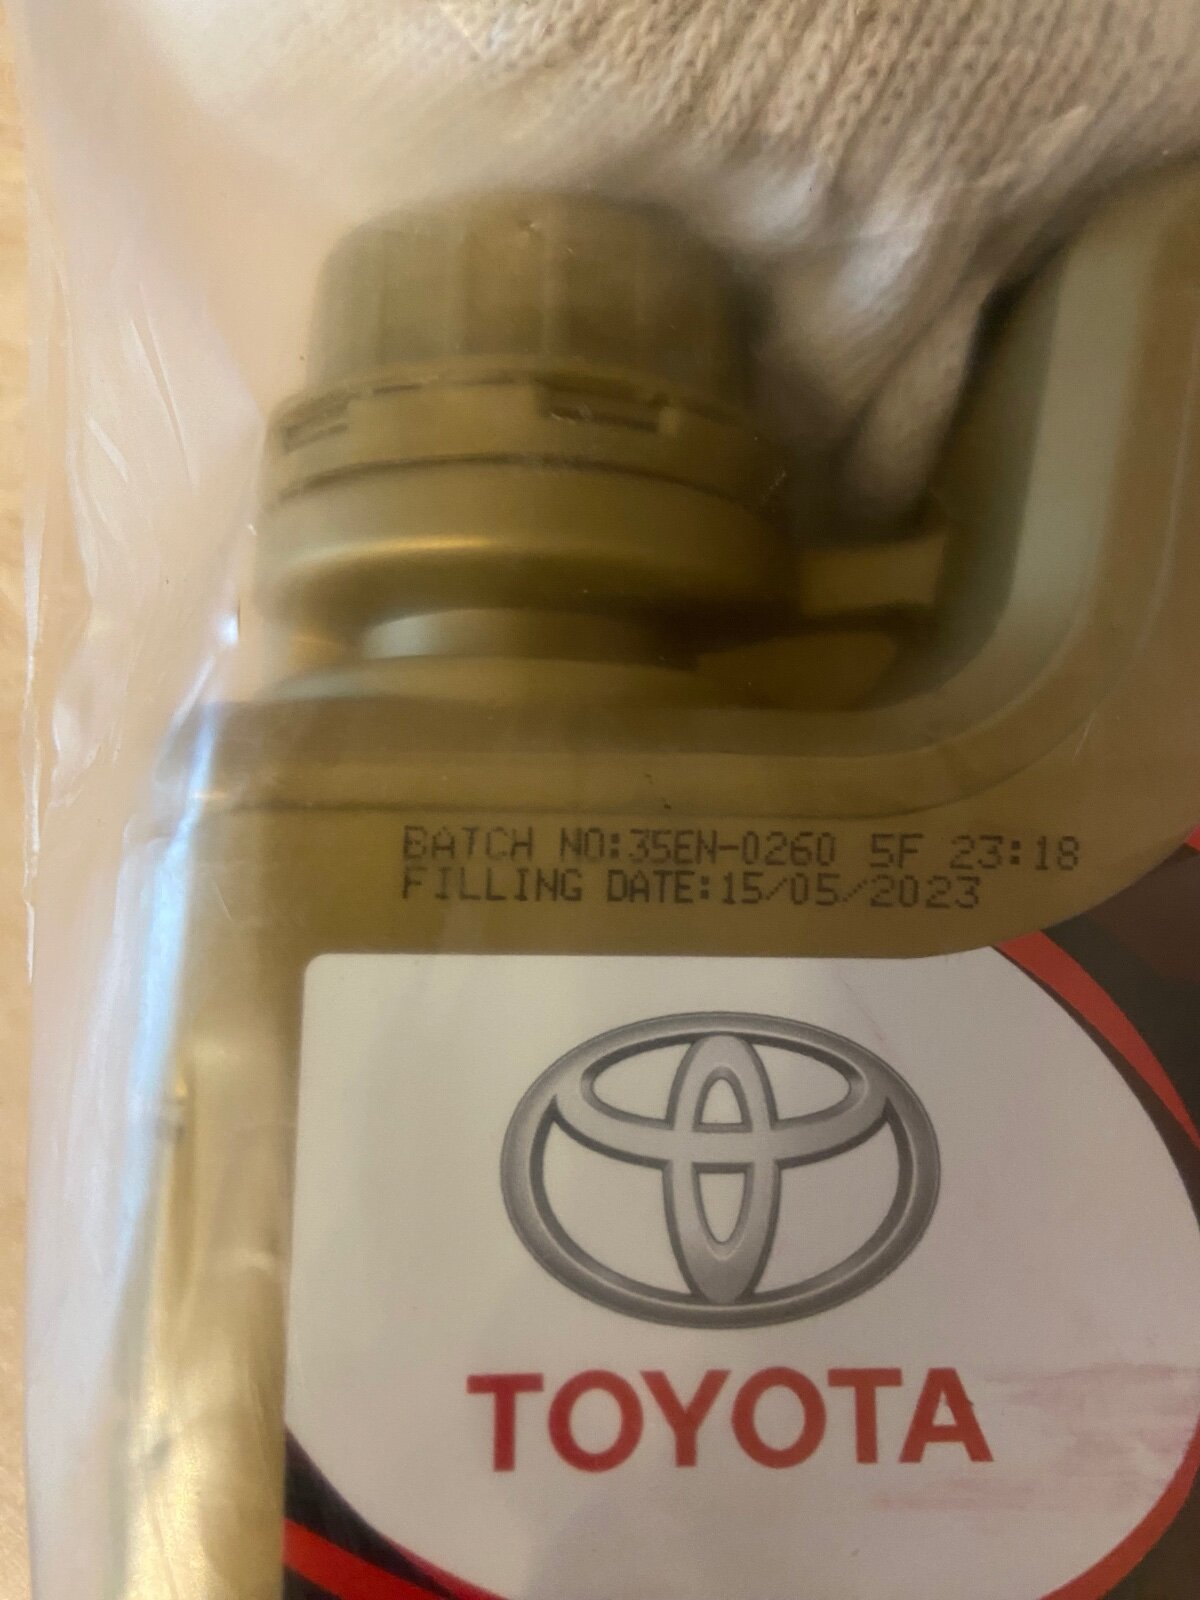 BATCH NO:35EN-0260 5F 23:18
FILLING DATE:15/05/2023
TOYOTA